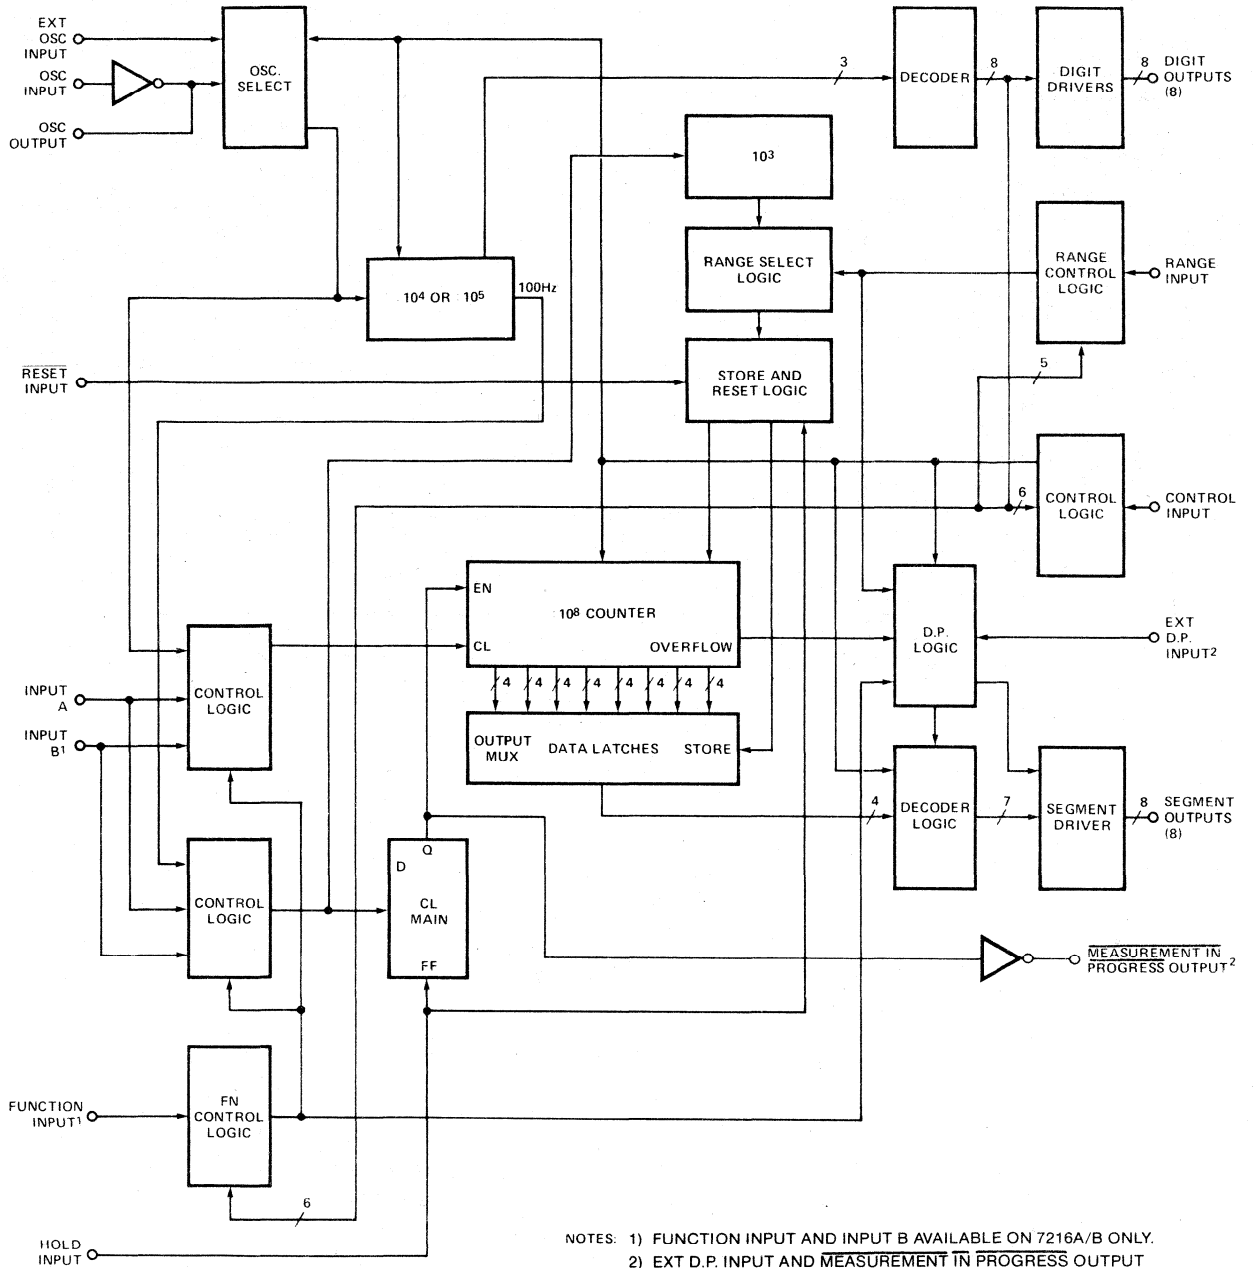 EXT
OSC
INPUT
OSC
INPUT
OSC
OUTPUT
OSC.
SELECT
3
DECODER
8
DIGIT
DRIVERS
8
DIGIT
OUTPUTS
(8)
10³
RANGE SELECT
LOGIC
RANGE
CONTROL
LOGIC
RANGE
INPUT
10⁴ OR 10⁵
100Hz
RESET
INPUT
STORE AND
RESET LOGIC
5
6
CONTROL
LOGIC
CONTROL
INPUT
EN
10⁸ COUNTER
CL
OVERFLOW
D.P.
LOGIC
EXT
D.P.
INPUT²
4 4 4 4 4 4 4 4
INPUT
A
INPUT
B¹
CONTROL
LOGIC
OUTPUT
MUX
DATA LATCHES
STORE
4
DECODER
LOGIC
7
SEGMENT
DRIVER
8
SEGMENT
OUTPUTS
(8)
CONTROL
LOGIC
Q
D
CL
MAIN
FF
MEASUREMENT IN
PROGRESS OUTPUT²
FUNCTION
INPUT¹
FN
CONTROL
LOGIC
6
HOLD
INPUT
NOTES: 1) FUNCTION INPUT AND INPUT B AVAILABLE ON 7216A/B ONLY.
2) EXT D.P. INPUT AND MEASUREMENT IN PROGRESS OUTPUT